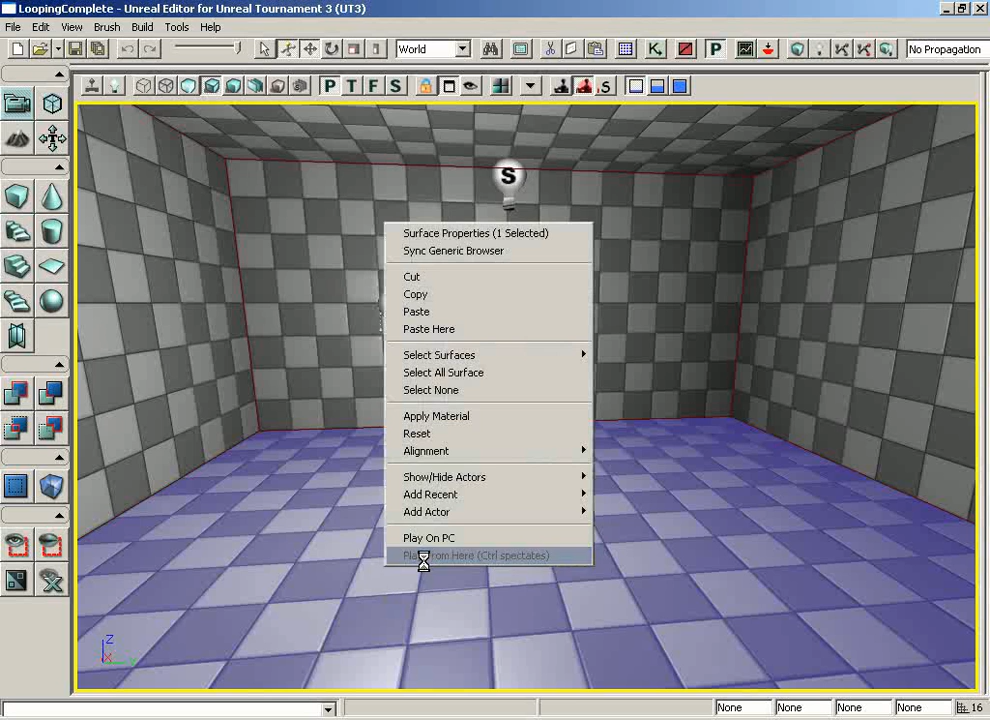 LoopingComplete - Unreal Editor for Unreal Tournament 3 (UT3)
File Edit View Brush Build Tools Help
World K P No Propagation
P T F S S
S
Surface Properties (1 Selected)
Sync Generic Browser
Cut
Copy
Paste
Paste Here
Select Surfaces
Select All Surface
Select None
Apply Material
Reset
Alignment
Show/Hide Actors
Add Recent
Add Actor
Play On PC
Play From Here (Ctrl spectates)
Z
X
None None None None 16